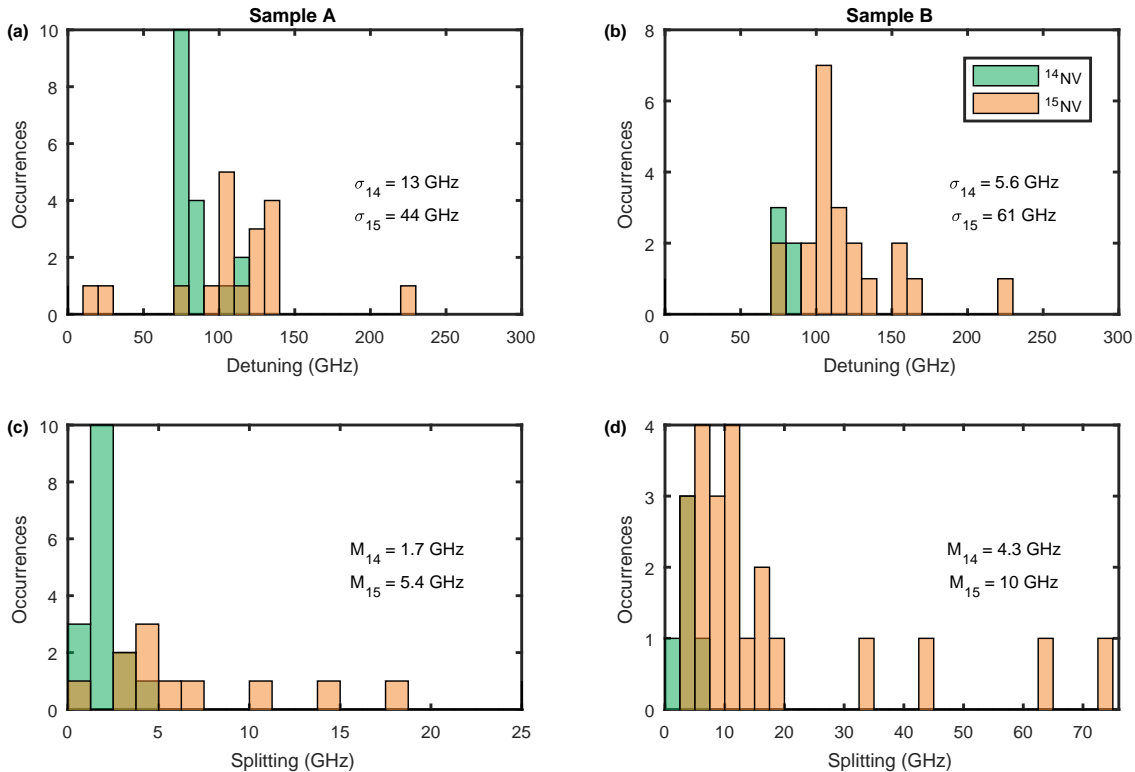 Sample A
(a)
10
8
6
4
2
0
Occurrences
σ14 = 13 GHz
σ15 = 44 GHz
0 50 100 150 200 250 300
Detuning (GHz)
Sample B
(b)
8
6
4
2
0
Occurrences
14NV
15NV
σ14 = 5.6 GHz
σ15 = 61 GHz
0 50 100 150 200 250 300
Detuning (GHz)
(c)
10
8
6
4
2
0
Occurrences
M14 = 1.7 GHz
M15 = 5.4 GHz
0 5 10 15 20 25
Splitting (GHz)
(d)
4
3
2
1
0
Occurrences
M14 = 4.3 GHz
M15 = 10 GHz
0 10 20 30 40 50 60 70
Splitting (GHz)